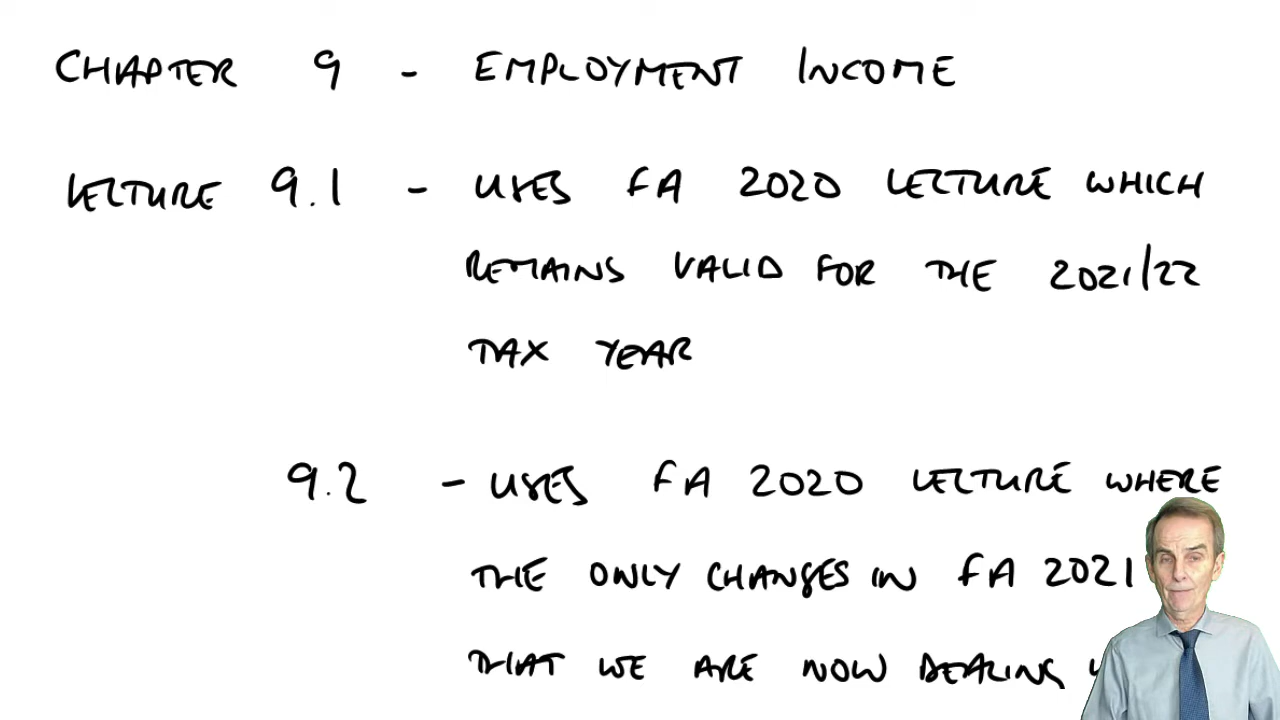 CHAPTER 9 - EMPLOYMENT INCOME
LECTURE 9.1 - USES FA 2020 LECTURE WHICH
REMAINS VALID FOR THE 2021/22
TAX YEAR
9.2 - USES FA 2020 LECTURE WHERE
THE ONLY CHANGES IN FA 2021
THAT WE ARE NOW DEALING